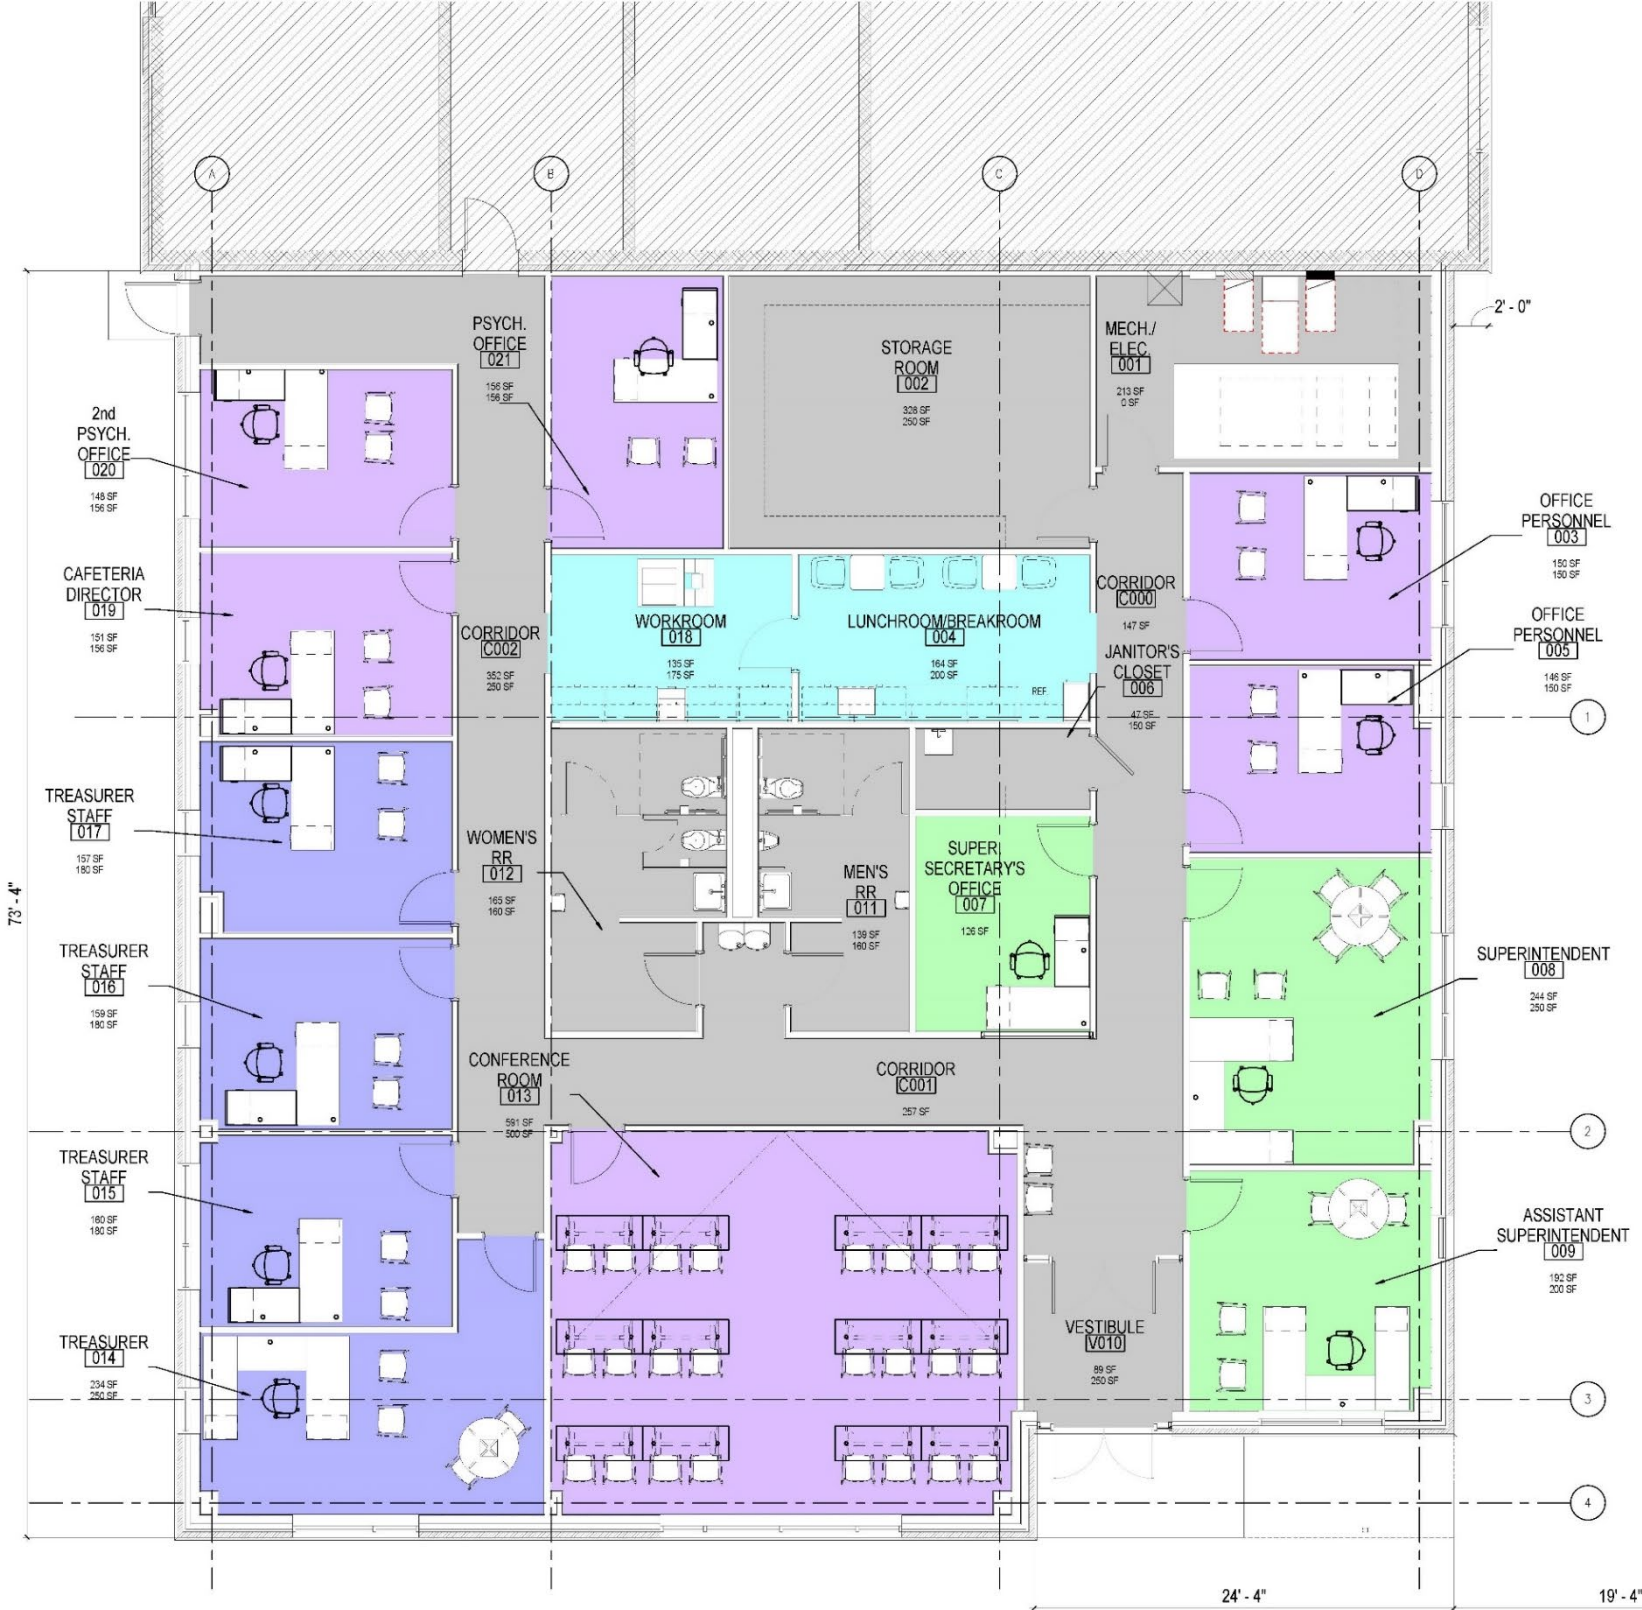 A
B
C
D
2' - 0"
PSYCH.
OFFICE
021
156 SF
156 SF
STORAGE
ROOM
002
328 SF
250 SF
MECH./
ELEC.
001
213 SF
0 SF
2nd
PSYCH.
OFFICE
020
148 SF
156 SF
OFFICE
PERSONNEL
003
150 SF
150 SF
CAFETERIA
DIRECTOR
019
151 SF
156 SF
CORRIDOR
C002
352 SF
250 SF
WORKROOM
018
135 SF
175 SF
LUNCHROOM/BREAKROOM
004
164 SF
200 SF
REF.
CORRIDOR
C000
147 SF
JANITOR'S
CLOSET
006
47 SF
150 SF
OFFICE
PERSONNEL
005
146 SF
150 SF
1
TREASURER
STAFF
017
157 SF
180 SF
WOMEN'S
RR
012
165 SF
160 SF
MEN'S
RR
011
139 SF
160 SF
SUPER.
SECRETARY'S
OFFICE
007
126 SF
73' - 4"
TREASURER
STAFF
016
159 SF
180 SF
SUPERINTENDENT
008
244 SF
250 SF
CONFERENCE
ROOM
013
591 SF
500 SF
CORRIDOR
C001
257 SF
2
TREASURER
STAFF
015
160 SF
180 SF
ASSISTANT
SUPERINTENDENT
009
192 SF
200 SF
TREASURER
014
234 SF
250 SF
VESTIBULE
V010
89 SF
250 SF
3
4
24' - 4"
19' - 4"